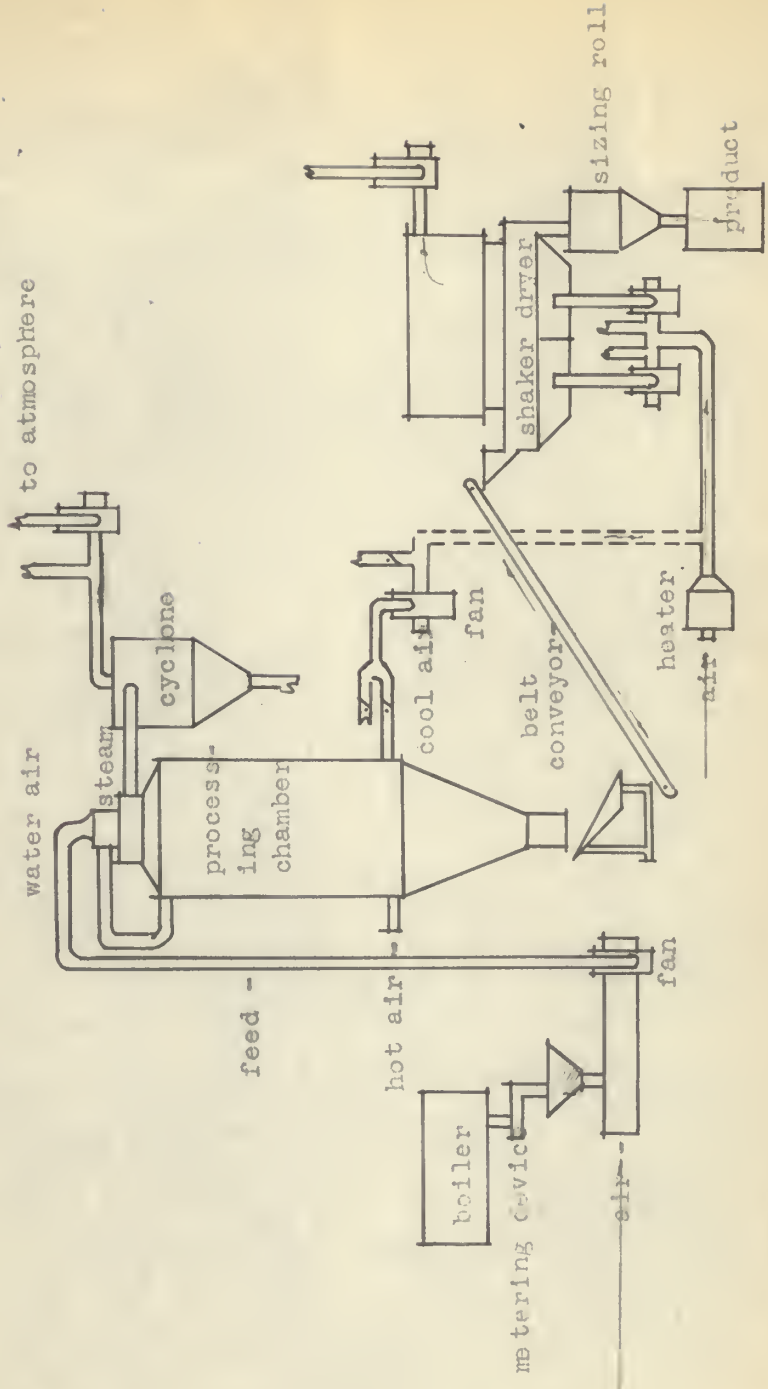 to atmosphere
water air
steam
cyclone
process-
ing
chamber
feed -
hot air -
cool air
fan
belt
conveyor-
shaker dryer
sizing roll
product
heater
air
boiler
metering device
air--
fan